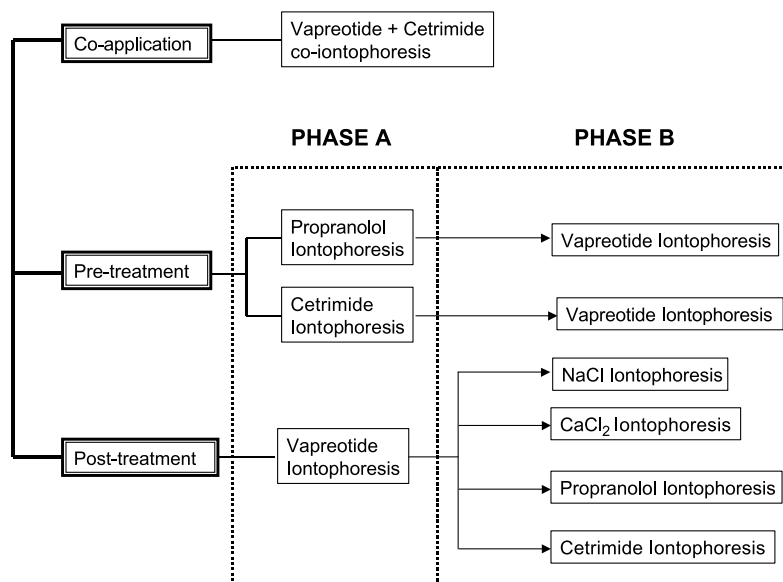 Co-application
Vapreotide + Cetrimide
co-iontophoresis
PHASE A
PHASE B
Pre-treatment
Propranolol
Iontophoresis
Vapreotide Iontophoresis
Cetrimide
Iontophoresis
Vapreotide Iontophoresis
Post-treatment
Vapreotide
Iontophoresis
NaCl Iontophoresis
CaCl₂ Iontophoresis
Propranolol Iontophoresis
Cetrimide Iontophoresis